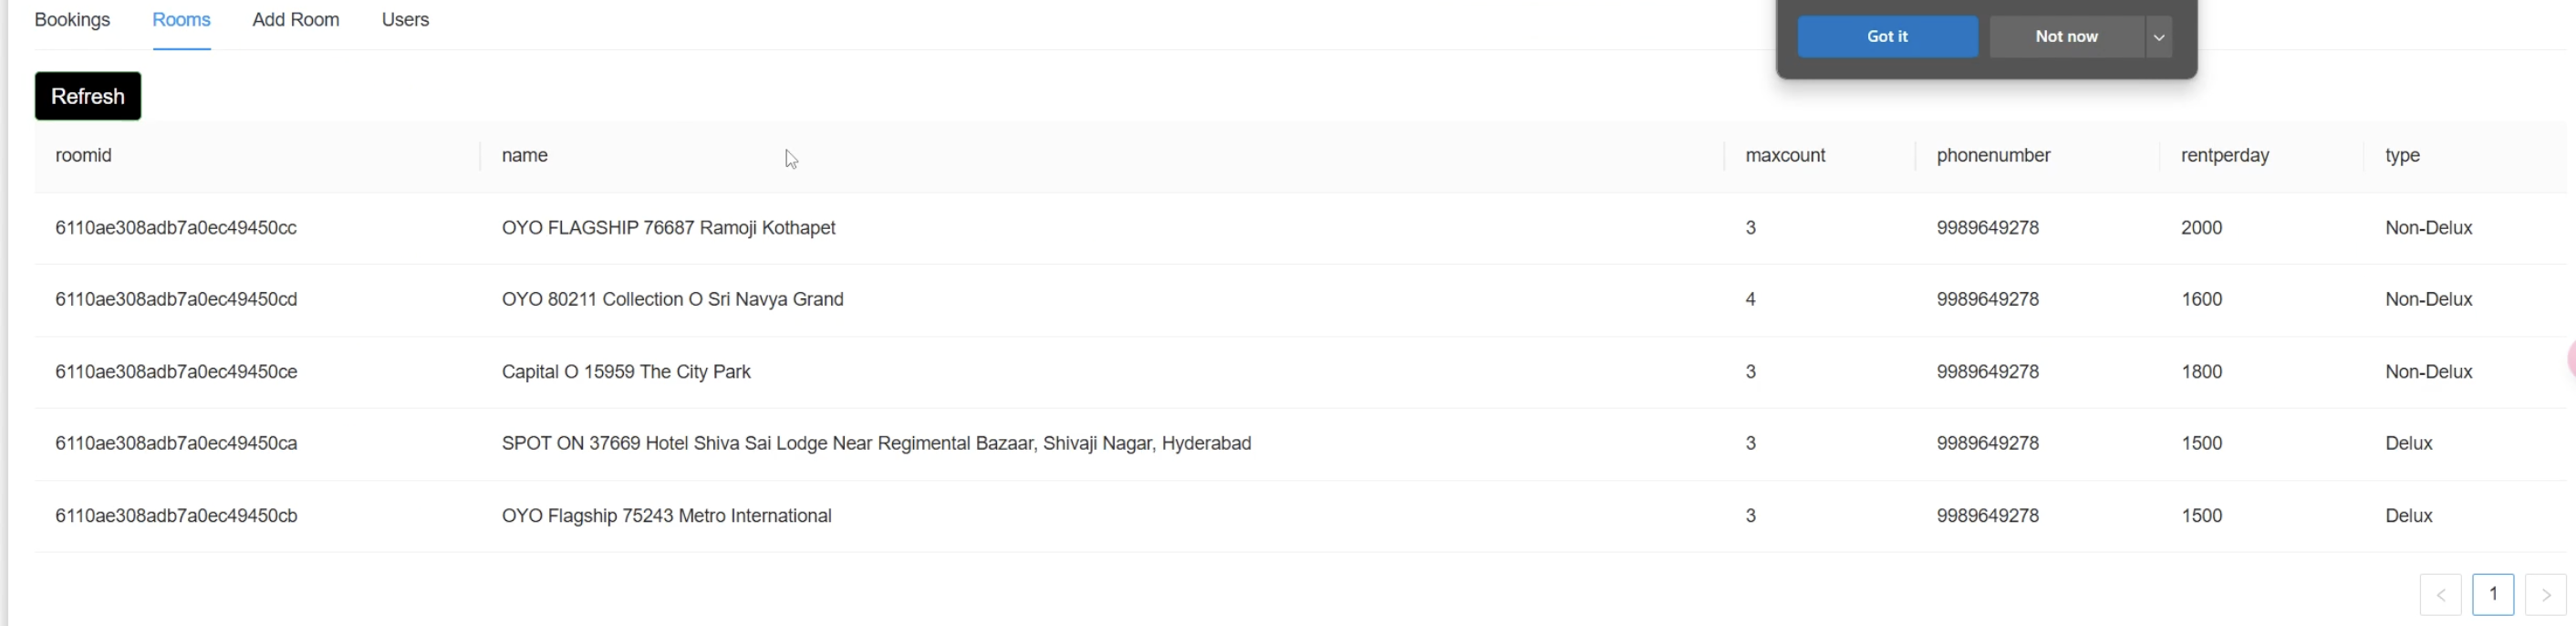 Bookings Rooms Add Room Users
Got it Not now
Refresh
roomid name maxcount phonenumber rentperday type
6110ae308adb7a0ec49450cc OYO FLAGSHIP 76687 Ramoji Kothapet 3 9989649278 2000 Non-Delux
6110ae308adb7a0ec49450cd OYO 80211 Collection O Sri Navya Grand 4 9989649278 1600 Non-Delux
6110ae308adb7a0ec49450ce Capital O 15959 The City Park 3 9989649278 1800 Non-Delux
6110ae308adb7a0ec49450ca SPOT ON 37669 Hotel Shiva Sai Lodge Near Regimental Bazaar, Shivaji Nagar, Hyderabad 3 9989649278 1500 Delux
6110ae308adb7a0ec49450cb OYO Flagship 75243 Metro International 3 9989649278 1500 Delux
< 1 >